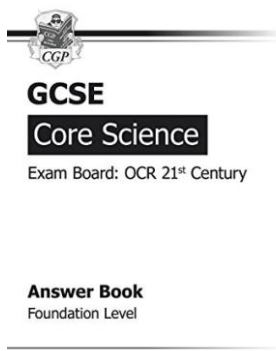 CGP
GCSE
Core Science
Exam Board: OCR 21st Century
Answer Book
Foundation Level